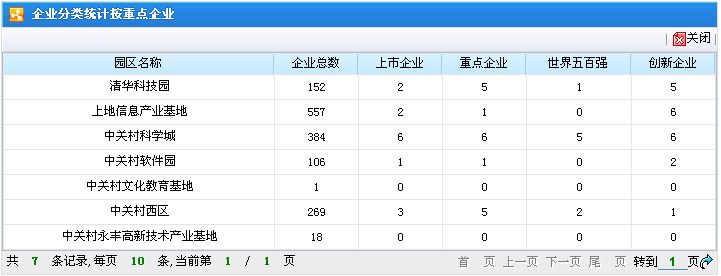 企业分类统计按重点企业
关闭
园区名称 企业总数 上市企业 重点企业 世界五百强 创新企业
清华科技园 152 2 5 1 5
上地信息产业基地 557 2 1 0 6
中关村科学城 384 6 6 5 6
中关村软件园 106 1 1 0 2
中关村文化教育基地 1 0 0 0 0
中关村西区 269 3 5 2 1
中关村永丰高新技术产业基地 18 0 0 0 0
共 7 条记录,每页 10 条,当前第 1 / 1 页 首 页 上一页 下一页 尾 页 转到 1 页